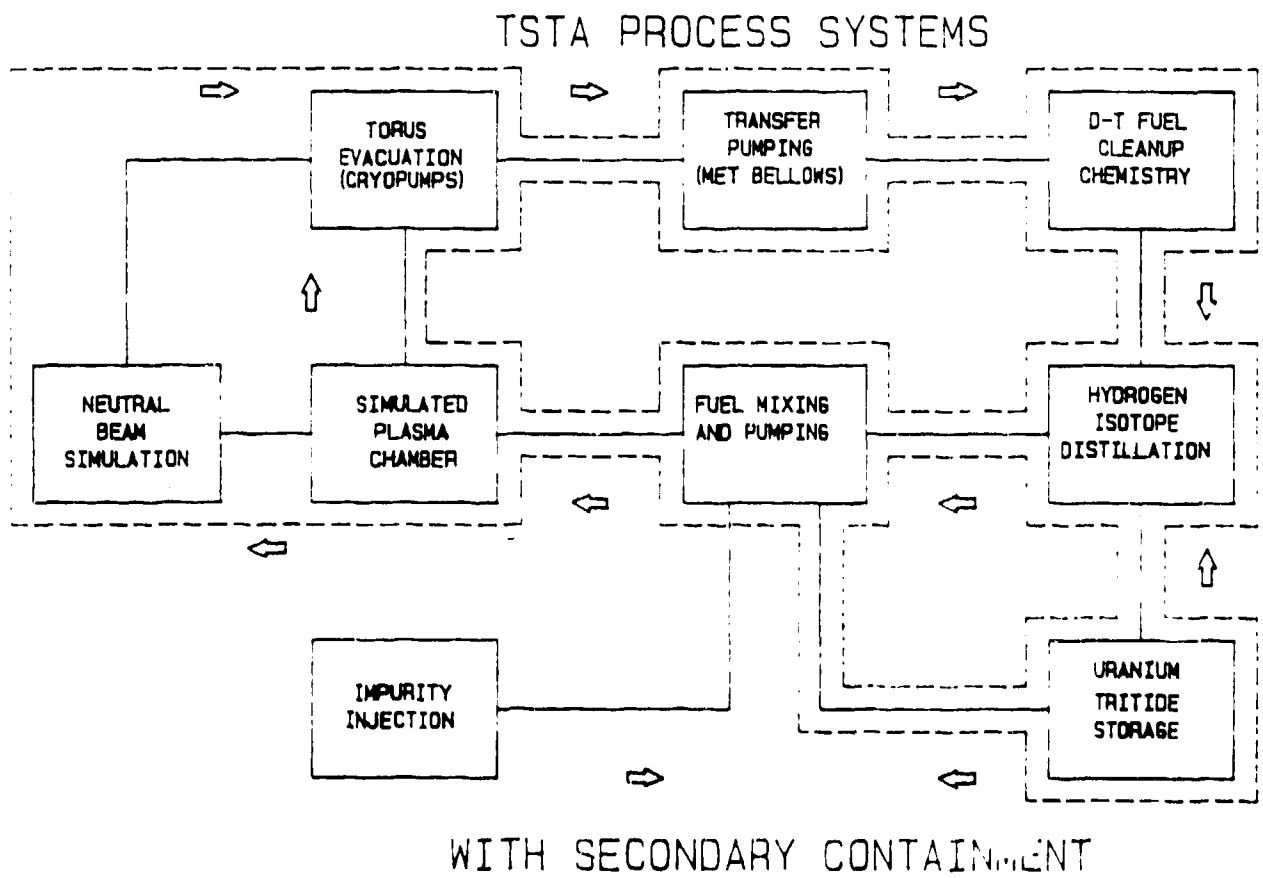 TSTA PROCESS SYSTEMS
TORUS
EVACUATION
(CRYOPUMPS)
TRANSFER
PUMPING
(MET BELLOWS)
D-T FUEL
CLEANUP
CHEMISTRY
NEUTRAL
BEAM
SIMULATION
SIMULATED
PLASMA
CHAMBER
FUEL MIXING
AND PUMPING
HYDROGEN
ISOTOPE
DISTILLATION
IMPURITY
INJECTION
URANIUM
TRITIDE
STORAGE
WITH SECONDARY CONTAINMENT